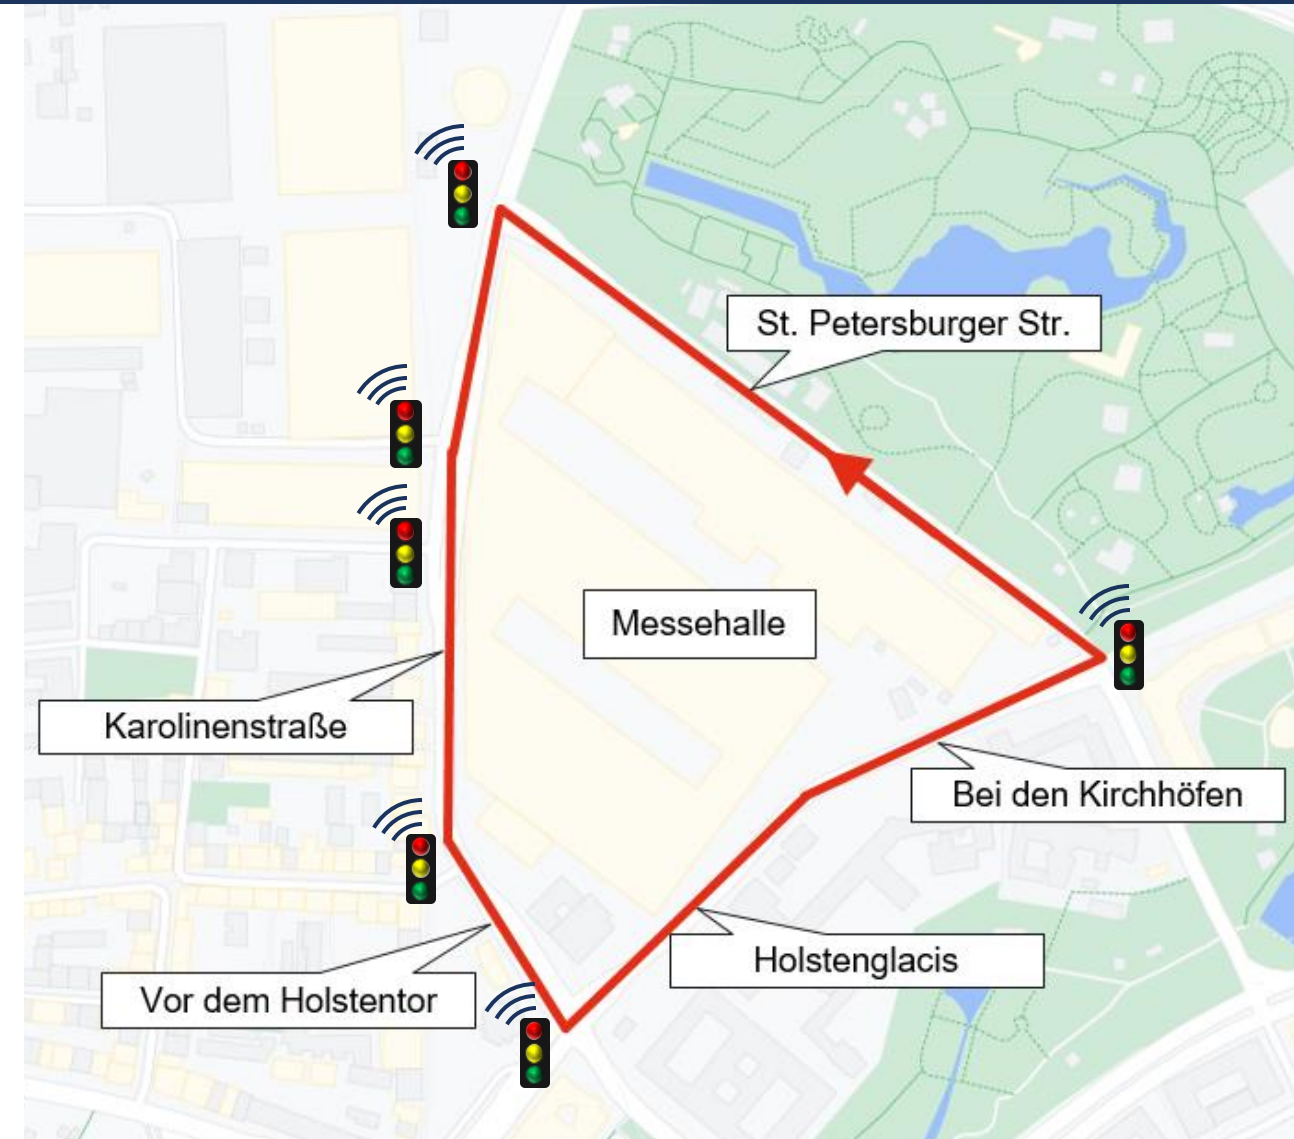 St. Petersburger Str.
Messehalle
Karolinenstraße
Bei den Kirchhöfen
Holstenglacis
Vor dem Holstentor